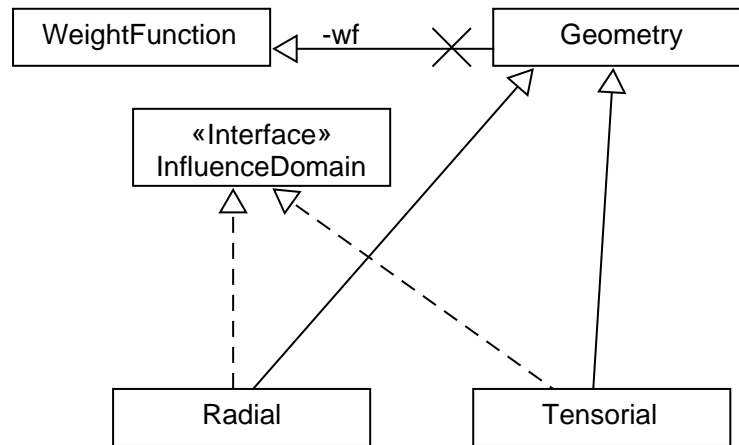 WeightFunction
-wf
Geometry
«Interface»
InfluenceDomain
Radial
Tensorial